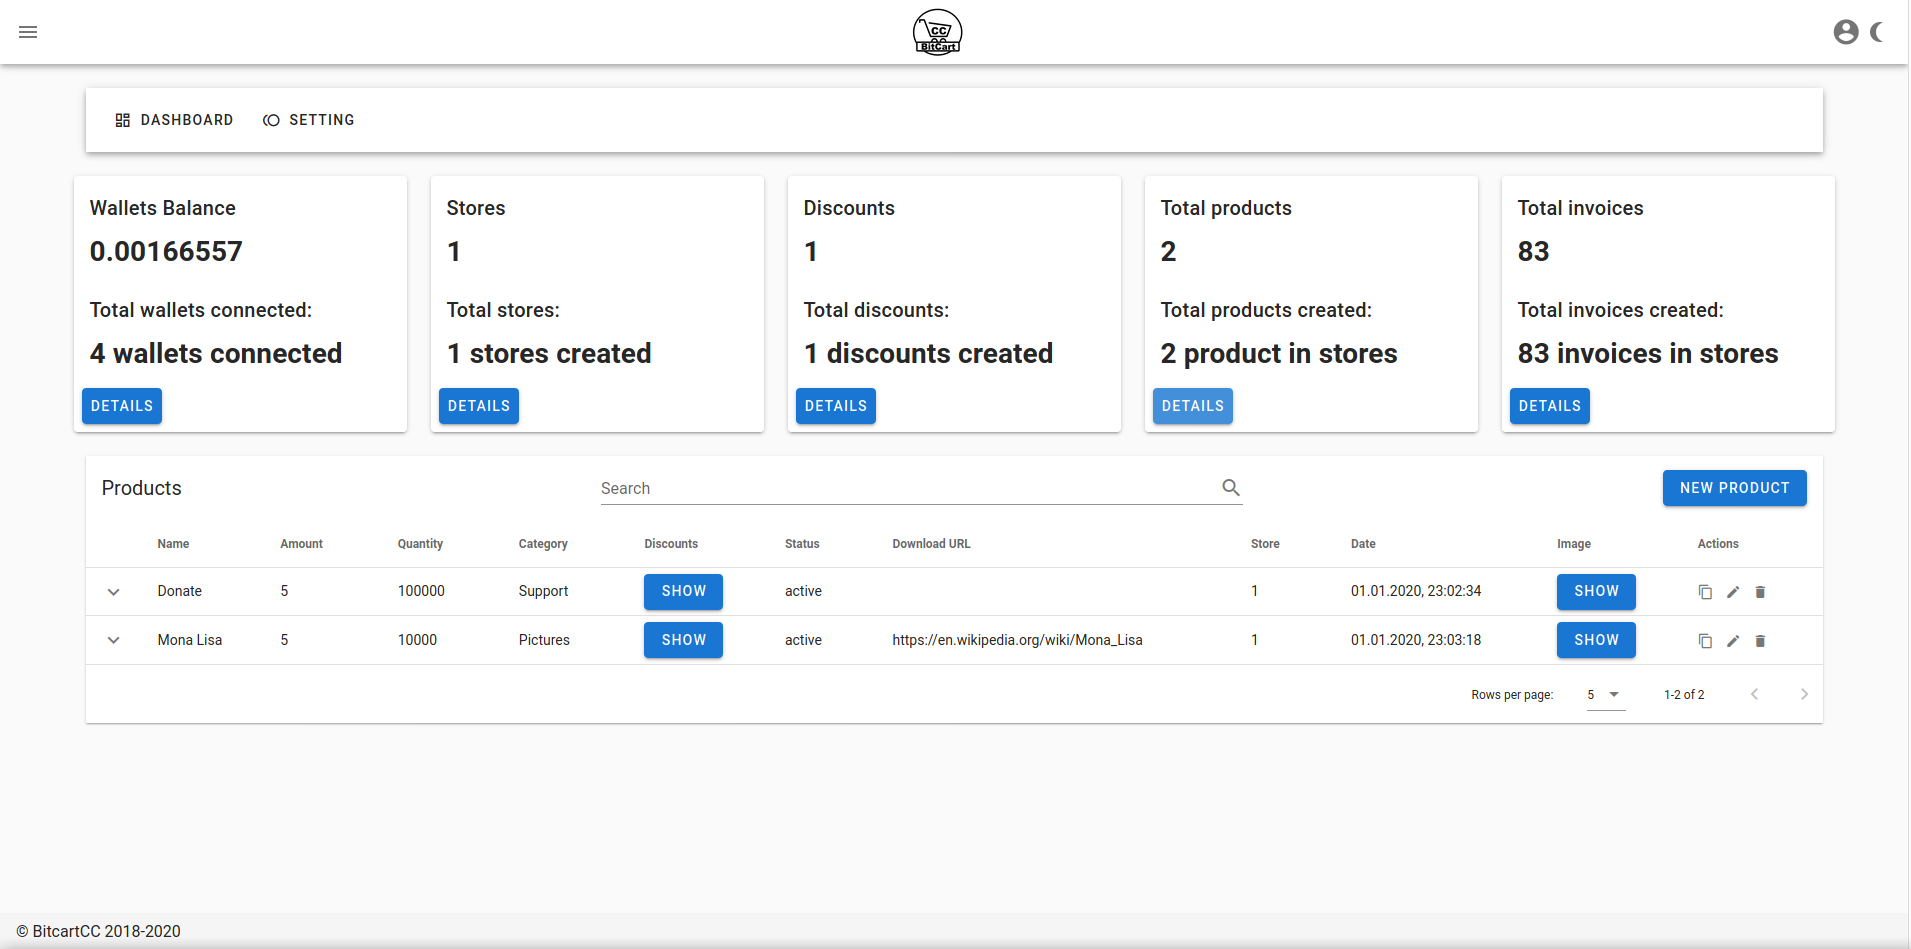 CC
BitCart
DASHBOARD SETTING
Wallets Balance
0.00166557
Total wallets connected:
4 wallets connected
DETAILS
Stores
1
Total stores:
1 stores created
DETAILS
Discounts
1
Total discounts:
1 discounts created
DETAILS
Total products
2
Total products created:
2 product in stores
DETAILS
Total invoices
83
Total invoices created:
83 invoices in stores
DETAILS
Products Search NEW PRODUCT
Name Amount Quantity Category Discounts Status Download URL Store Date Image Actions
Donate 5 100000 Support SHOW active 1 01.01.2020, 23:02:34 SHOW
Mona Lisa 5 10000 Pictures SHOW active https://en.wikipedia.org/wiki/Mona_Lisa 1 01.01.2020, 23:03:18 SHOW
Rows per page: 5 1-2 of 2
© BitcartCC 2018-2020